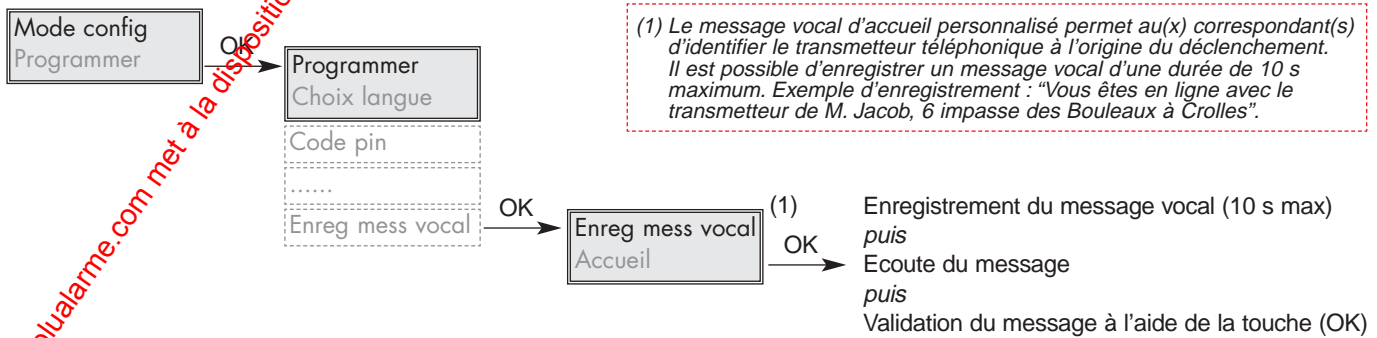 Mode config
Programmer
OK
Programmer
Choix langue
Code pin
......
Enreg mess vocal
OK
Enreg mess vocal
Accueil
(1)
OK
Enregistrement du message vocal (10 s max)
puis
Ecoute du message
puis
Validation du message à l'aide de la touche (OK)
(1) Le message vocal d'accueil personnalisé permet au(x) correspondant(s)
d'identifier le transmetteur téléphonique à l'origine du déclenchement.
Il est possible d'enregistrer un message vocal d'une durée de 10 s
maximum. Exemple d'enregistrement : “Vous êtes en ligne avec le
transmetteur de M. Jacob, 6 impasse des Bouleaux à Crolles”.
met à la